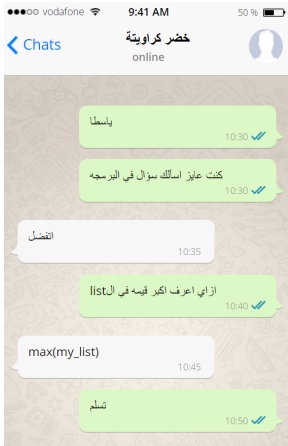 vodafone 9:41 AM 50 %
Chats خضر كراويتة
online
ياسطا
10:30
كنت عايز اسألك سؤال في البرمجه
10:30
اتفضل
10:35
ازاي اعرف اكبر قيمه في الlist
10:40
max(my_list)
10:45
تسلم
10:50